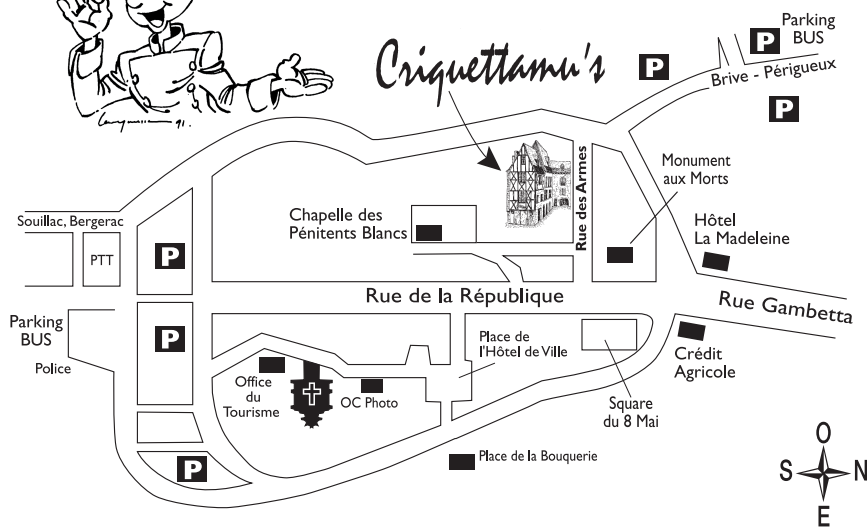 Criquettamu's
P
P
Parking
BUS
Brive - Périgueux
P
Rue des Armes
Monument
aux Morts
Souillac, Bergerac
PTT
P
Chapelle des
Pénitents Blancs
Hôtel
La Madeleine
Rue de la République
Rue Gambetta
Parking
BUS
Police
P
Place de
l'Hôtel de Ville
Crédit
Agricole
Office
du
Tourisme
OC Photo
Square
du 8 Mai
P
Place de la Bouquerie
O
S
N
E
91.